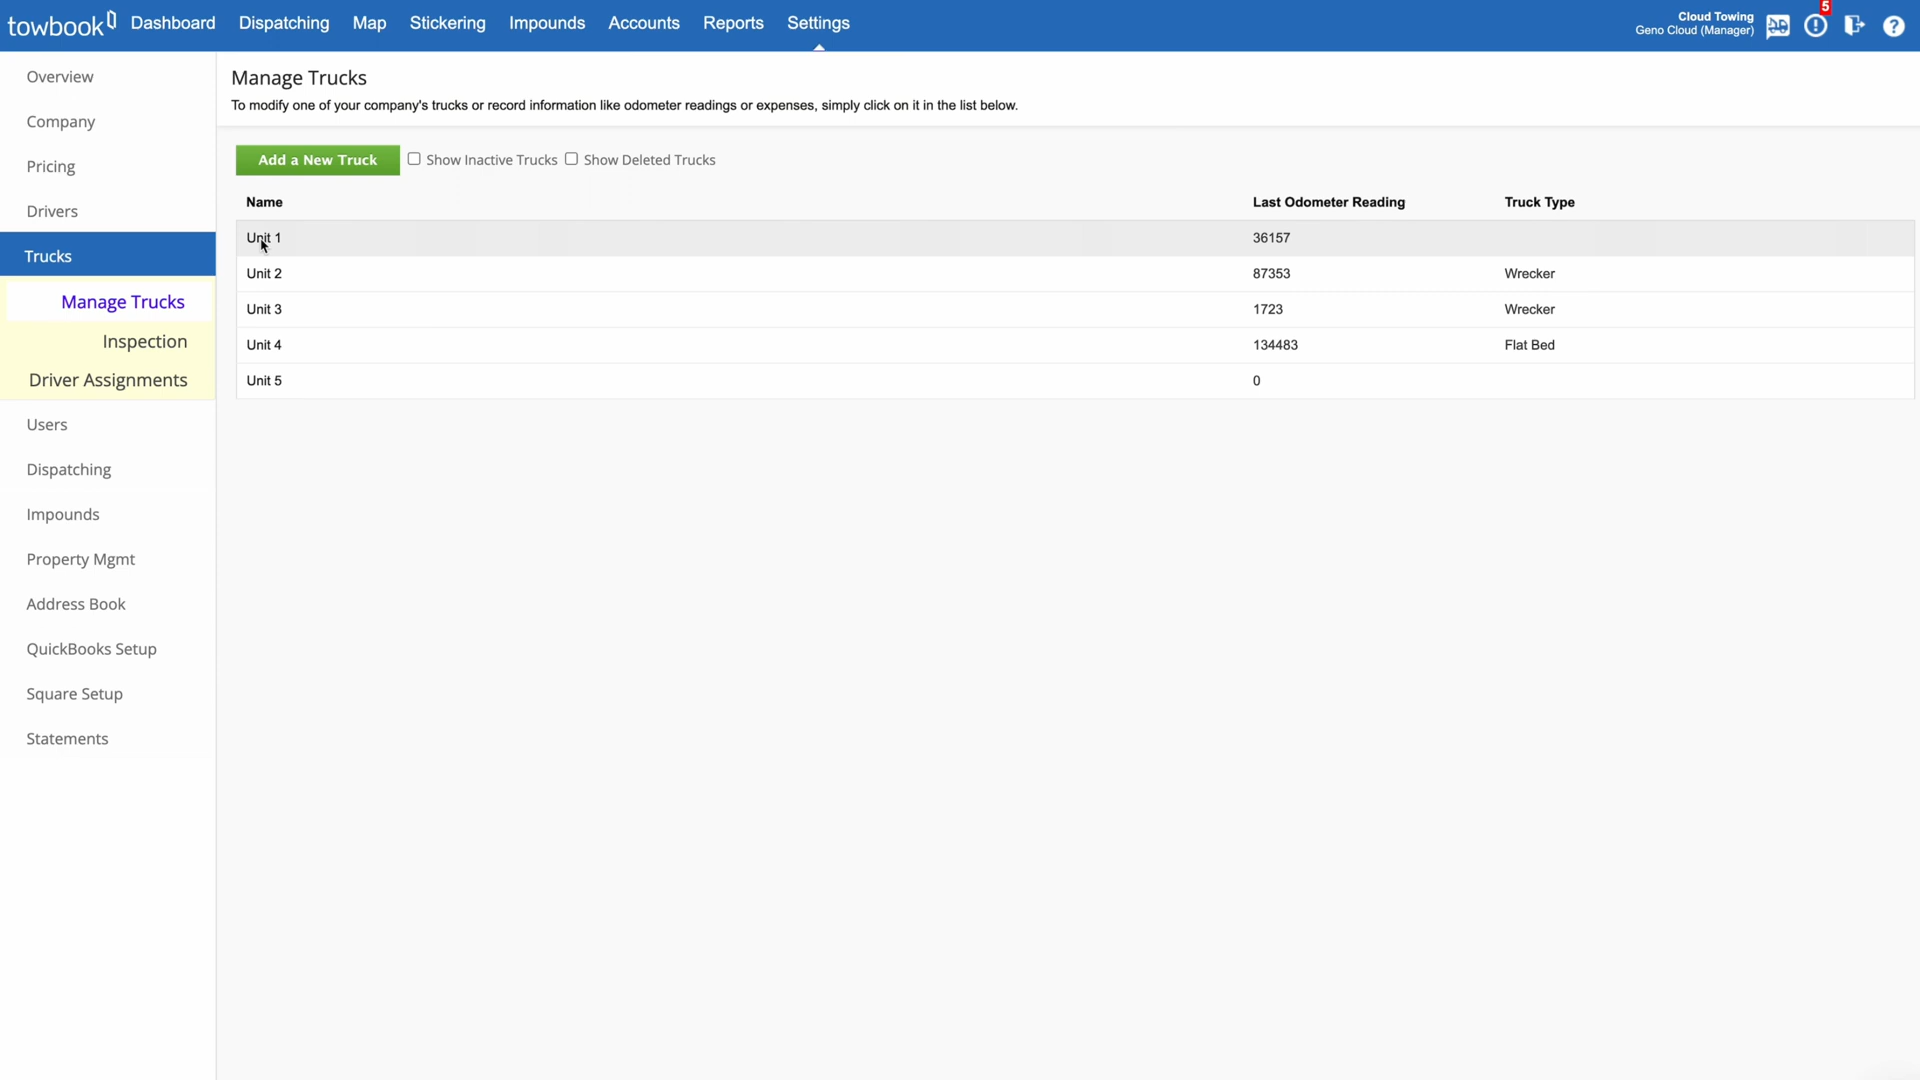 towbook Dashboard Dispatching Map Stickering Impounds Accounts Reports Settings
Cloud Towing
Geno Cloud (Manager)
5
Overview
Company
Pricing
Drivers
Trucks
Manage Trucks
Inspection
Driver Assignments
Users
Dispatching
Impounds
Property Mgmt
Address Book
QuickBooks Setup
Square Setup
Statements
Manage Trucks
To modify one of your company's trucks or record information like odometer readings or expenses, simply click on it in the list below.
Add a New Truck Show Inactive Trucks Show Deleted Trucks
Name Last Odometer Reading Truck Type
Unit 1 36157
Unit 2 87353 Wrecker
Unit 3 1723 Wrecker
Unit 4 134483 Flat Bed
Unit 5 0